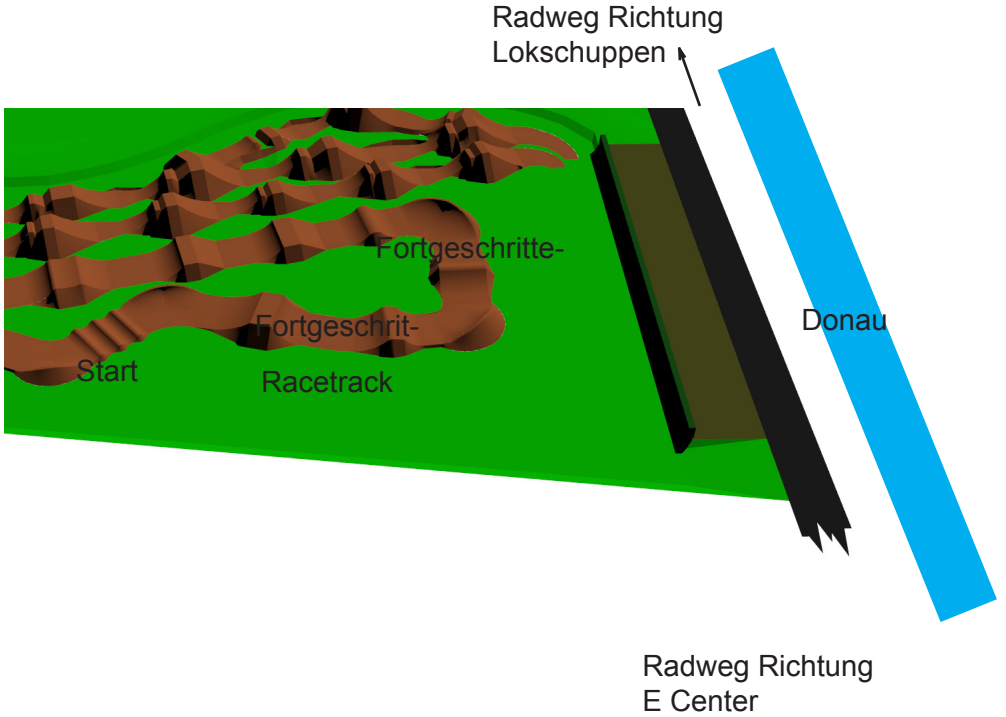 Radweg Richtung
Lokschuppen
Fortgeschritte-
Donau
Fortgeschrit-
Start
Racetrack
Radweg Richtung
E Center